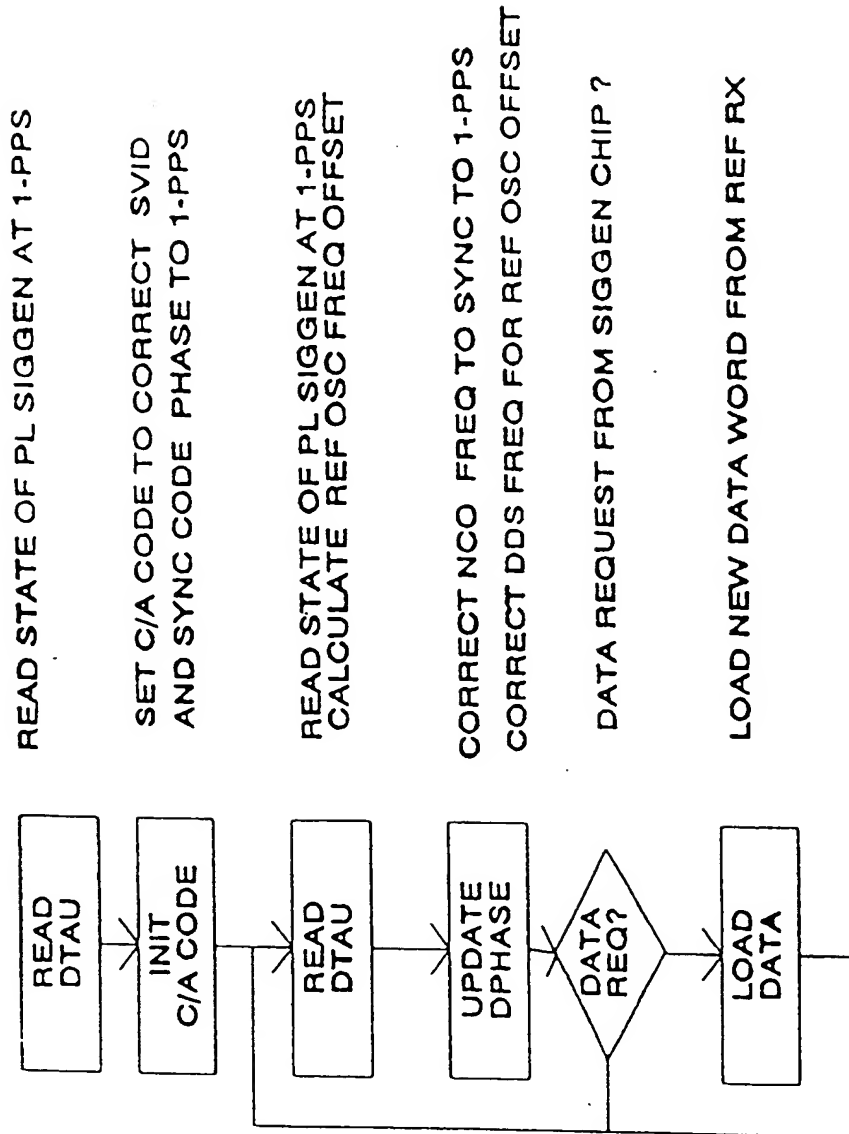 READ
DTAU
READ STATE OF PL SIGGEN AT 1-PPS
INIT
C/A CODE
SET C/A CODE TO CORRECT SVID
AND SYNC CODE PHASE TO 1-PPS
READ
DTAU
READ STATE OF PL SIGGEN AT 1-PPS
CALCULATE REF OSC FREQ OFFSET
UPDATE
DPHASE
CORRECT NCO FREQ TO SYNC TO 1-PPS
CORRECT DDS FREQ FOR REF OSC OFFSET
DATA
REQ?
DATA REQUEST FROM SIGGEN CHIP ?
LOAD
DATA
LOAD NEW DATA WORD FROM REF RX